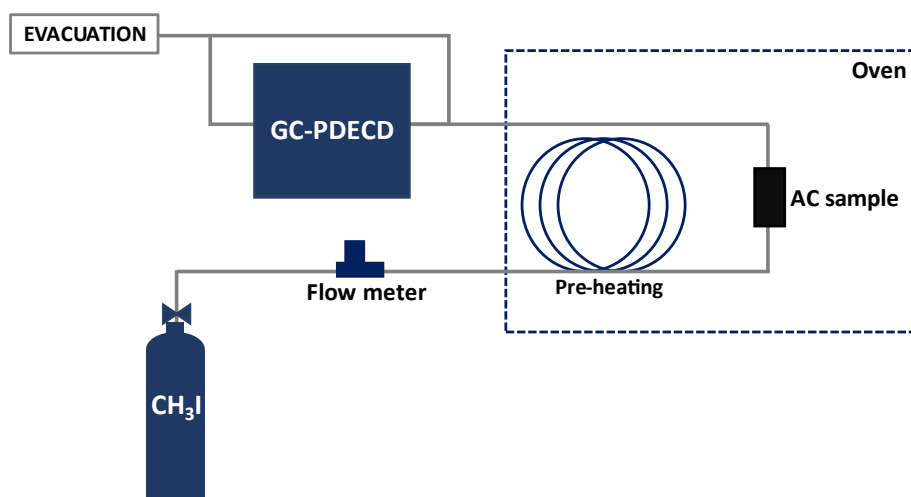 EVACUATION
Oven
GC-PDECD
AC sample
Flow meter
Pre-heating
CH₃I